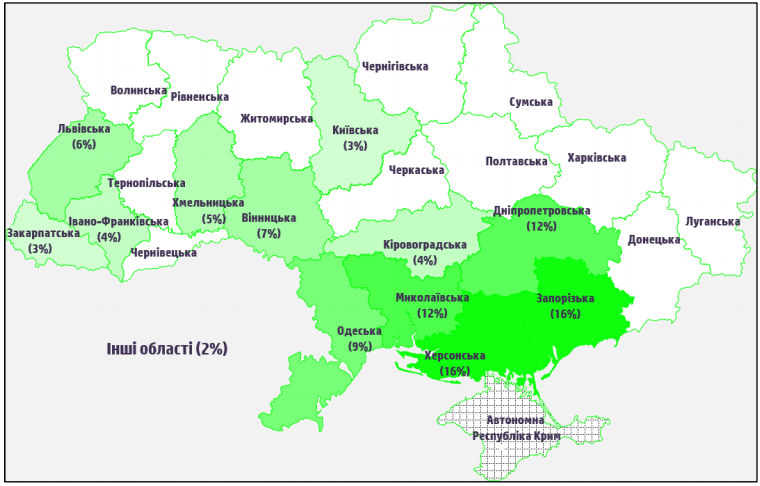 Чернігівська
Волинська
Рівненська
Сумська
Житомирська
Львівська
(6%)
Київська
(3%)
Харківська
Полтавська
Черкаська
Тернопільська
Хмельницька
(5%)
Вінницька
(7%)
Дніпропетровська
(12%)
Луганська
Івано-Франківська
(4%)
Закарпатська
(3%)
Чернівецька
Кіровоградська
(4%)
Донецька
Миколаївська
(12%)
Запорізька
(16%)
Одеська
(9%)
Інші області (2%)
Херсонська
(16%)
Автономна
Республіка Крим